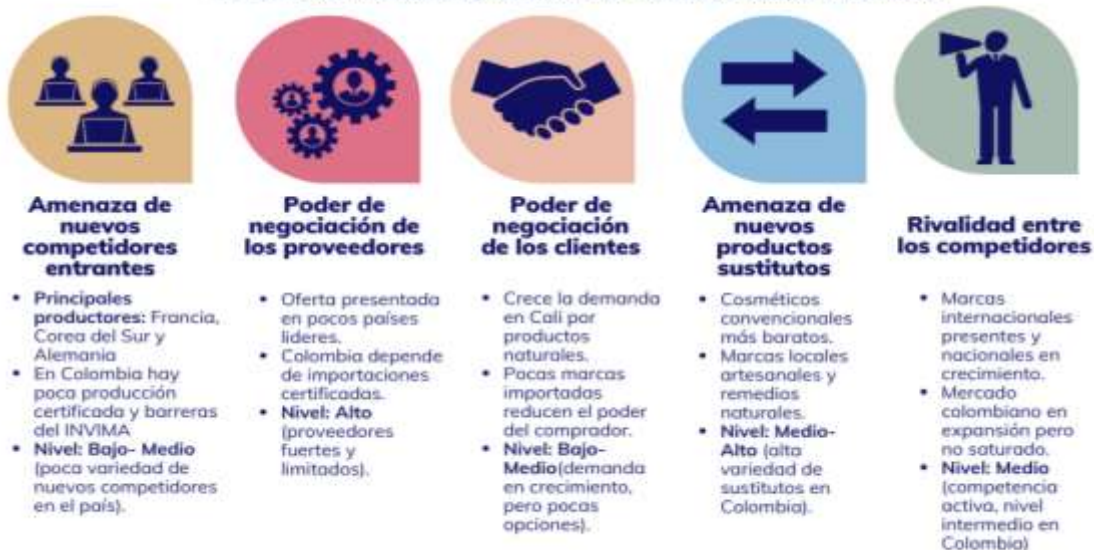 Amenaza de
nuevos
competidores
entrantes
• Principales
productores: Francia,
Corea del Sur y
Alemania
• En Colombia hay
poca producción
certificada y barreras
del INVIMA
• Nivel: Bajo- Medio
(poca variedad de
nuevos competidores
en el país).
Poder de
negociación de
los proveedores
• Oferta presentada
en pocos países
lideres.
• Colombia depende
de importaciones
certificadas.
• Nivel: Alto
(proveedores
fuertes y
limitados).
Poder de
negociación
de los clientes
• Crece la demanda
en Cali por
productos
naturales.
• Pocas marcas
importadas
reducen el poder
del comprador.
• Nivel: Bajo-
Medio(demanda
en crecimiento,
pero pocas
opciones).
Amenaza de
nuevos
productos
sustitutos
• Cosméticos
convencionales
más baratos.
• Marcas locales
artesanales y
remedios
naturales.
• Nivel: Medio-
Alto (alta
variedad de
sustitutos en
Colombia).
Rivalidad entre
los competidores
• Marcas
internacionales
presentes y
nacionales en
crecimiento.
• Mercado
colombiano en
expansión pero
no saturado.
• Nivel: Medio
(competencia
activa, nivel
intermedio en
Colombia)